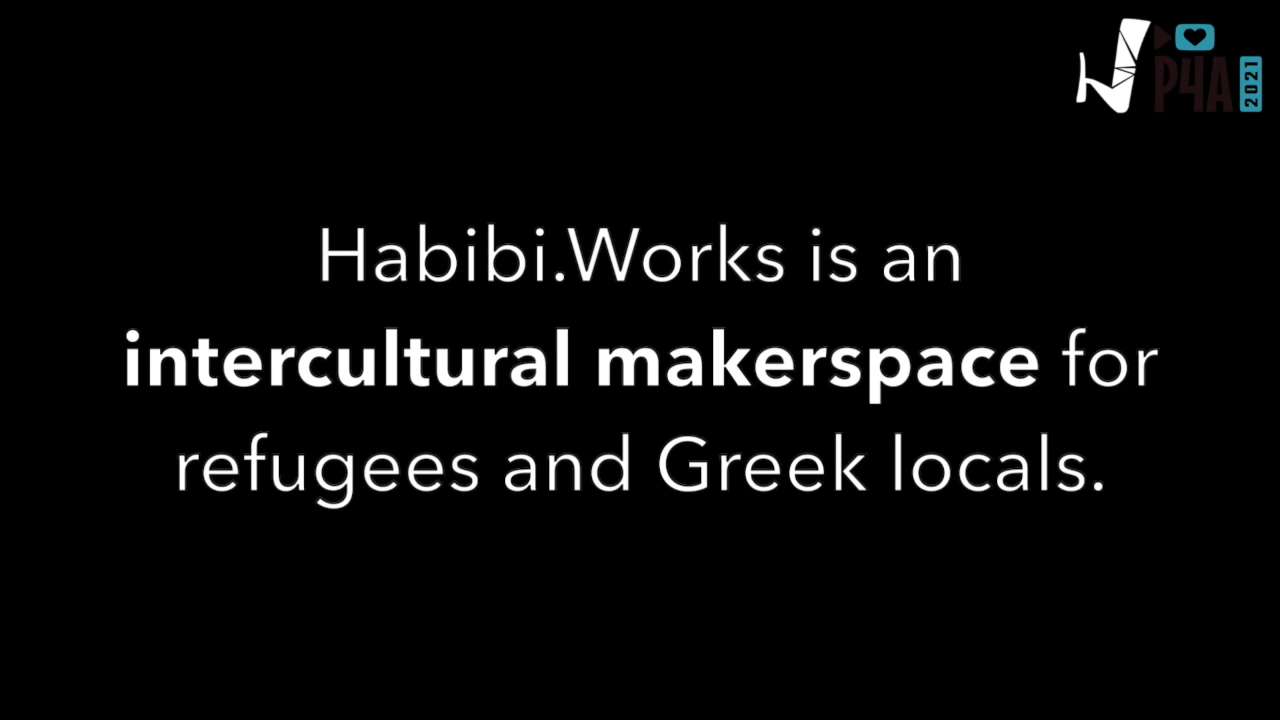 P4A
2021
Habibi.Works is an
intercultural makerspace for
refugees and Greek locals.